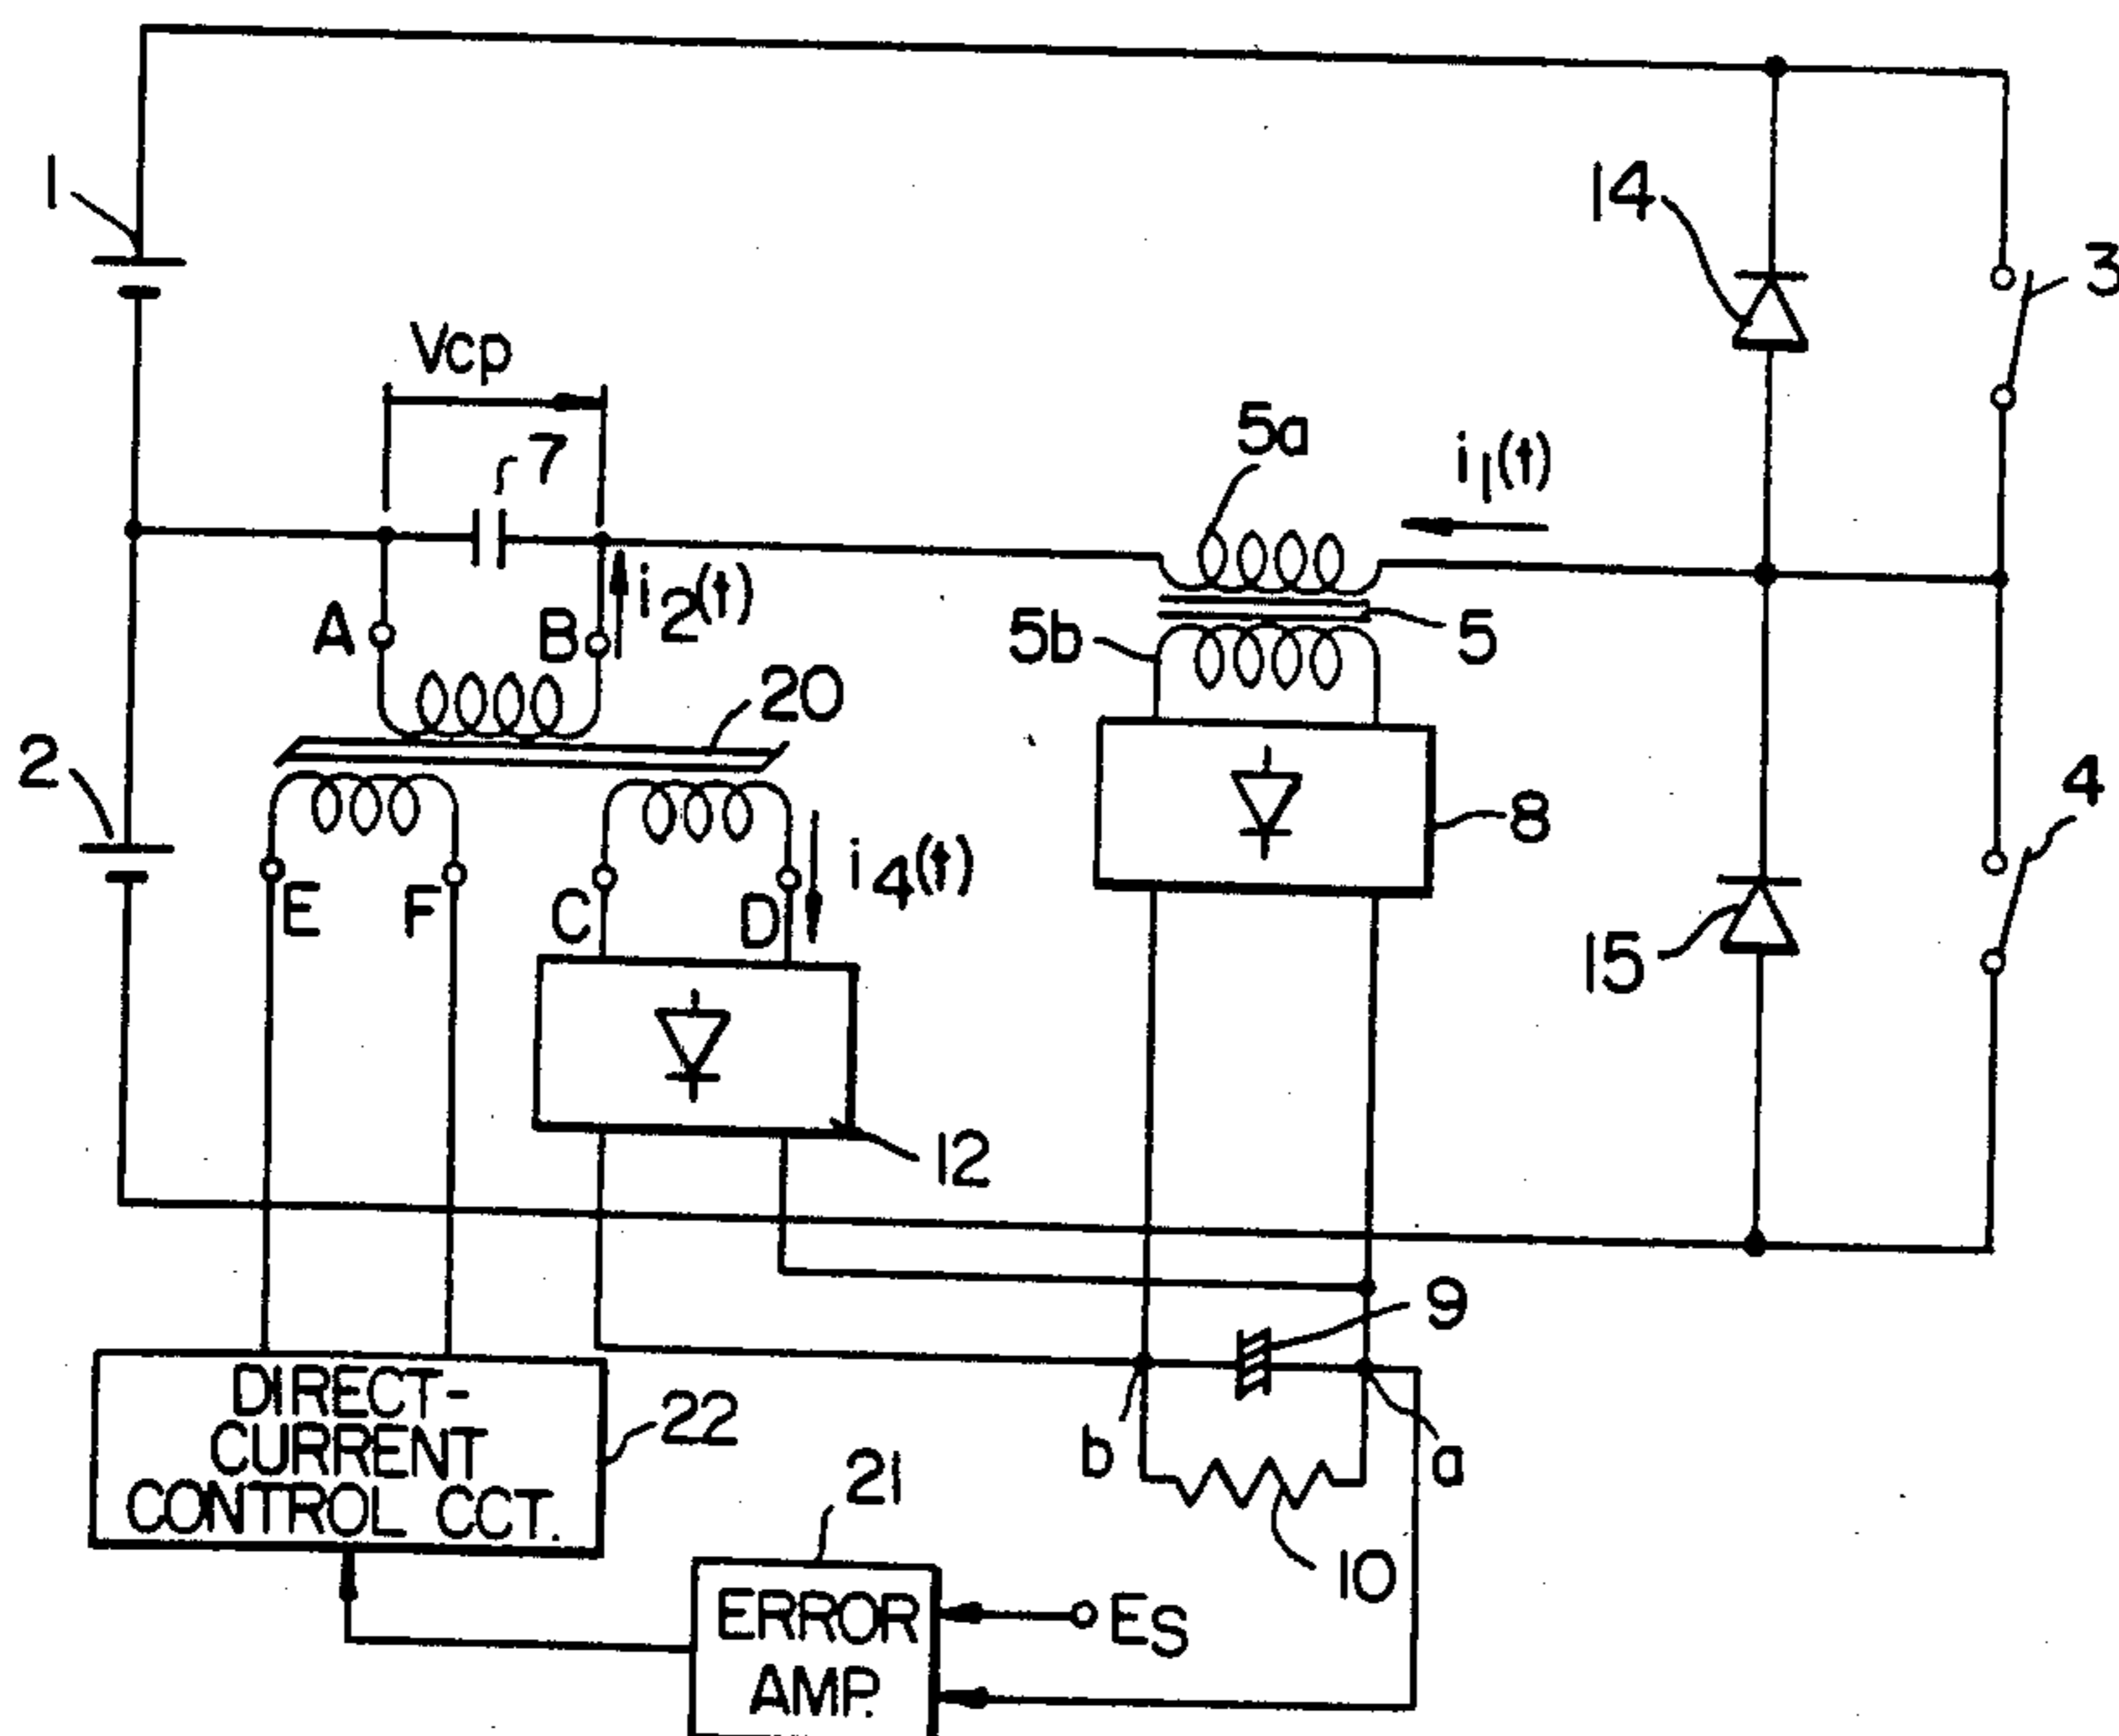 1
14
3
Vcp
7
5a
i1(t)
A
B
i2(t)
5b
5
20
2
4
8
E
F
C
D
i4(t)
15
12
9
DIRECT-
CURRENT
CONTROL CCT.
22
b
a
21
10
ERROR
AMP.
ES